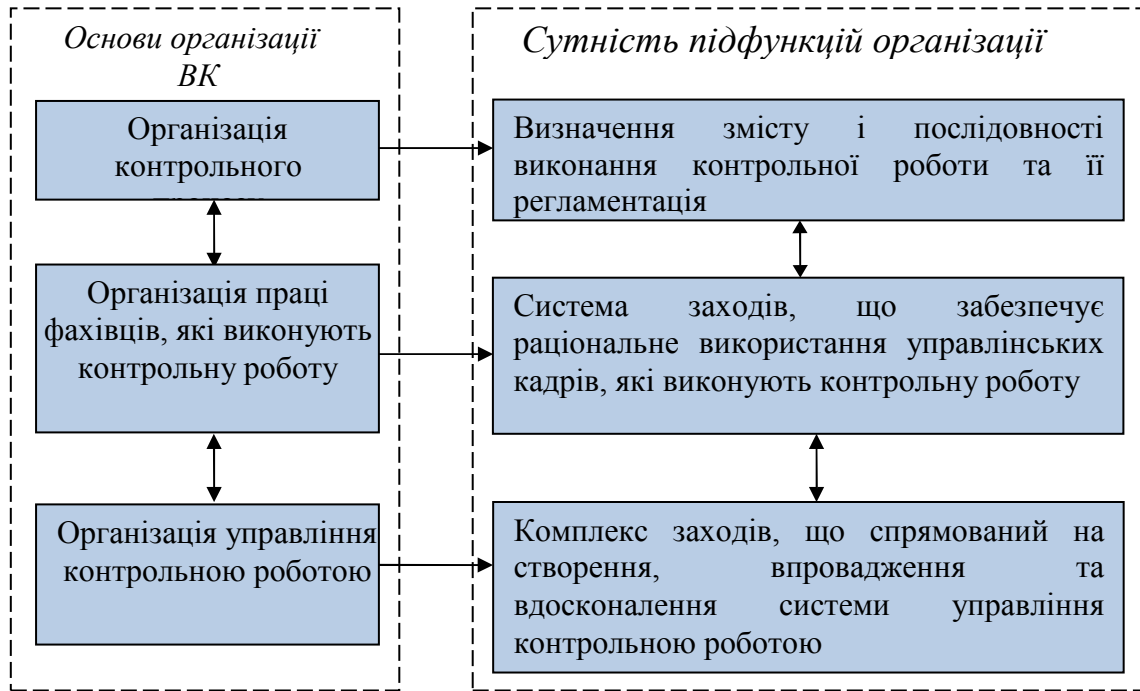 Основи організації
ВК
Організація
контрольного
Організація праці
фахівців, які виконують
контрольну роботу
Організація управління
контрольною роботою
Сутність підфункцій організації
Визначення змісту і послідовності
виконання контрольної роботи та її
регламентація
Система заходів, що забезпечує
раціональне використання управлінських
кадрів, які виконують контрольну роботу
Комплекс заходів, що спрямований на
створення, впровадження та
вдосконалення системи управління
контрольною роботою